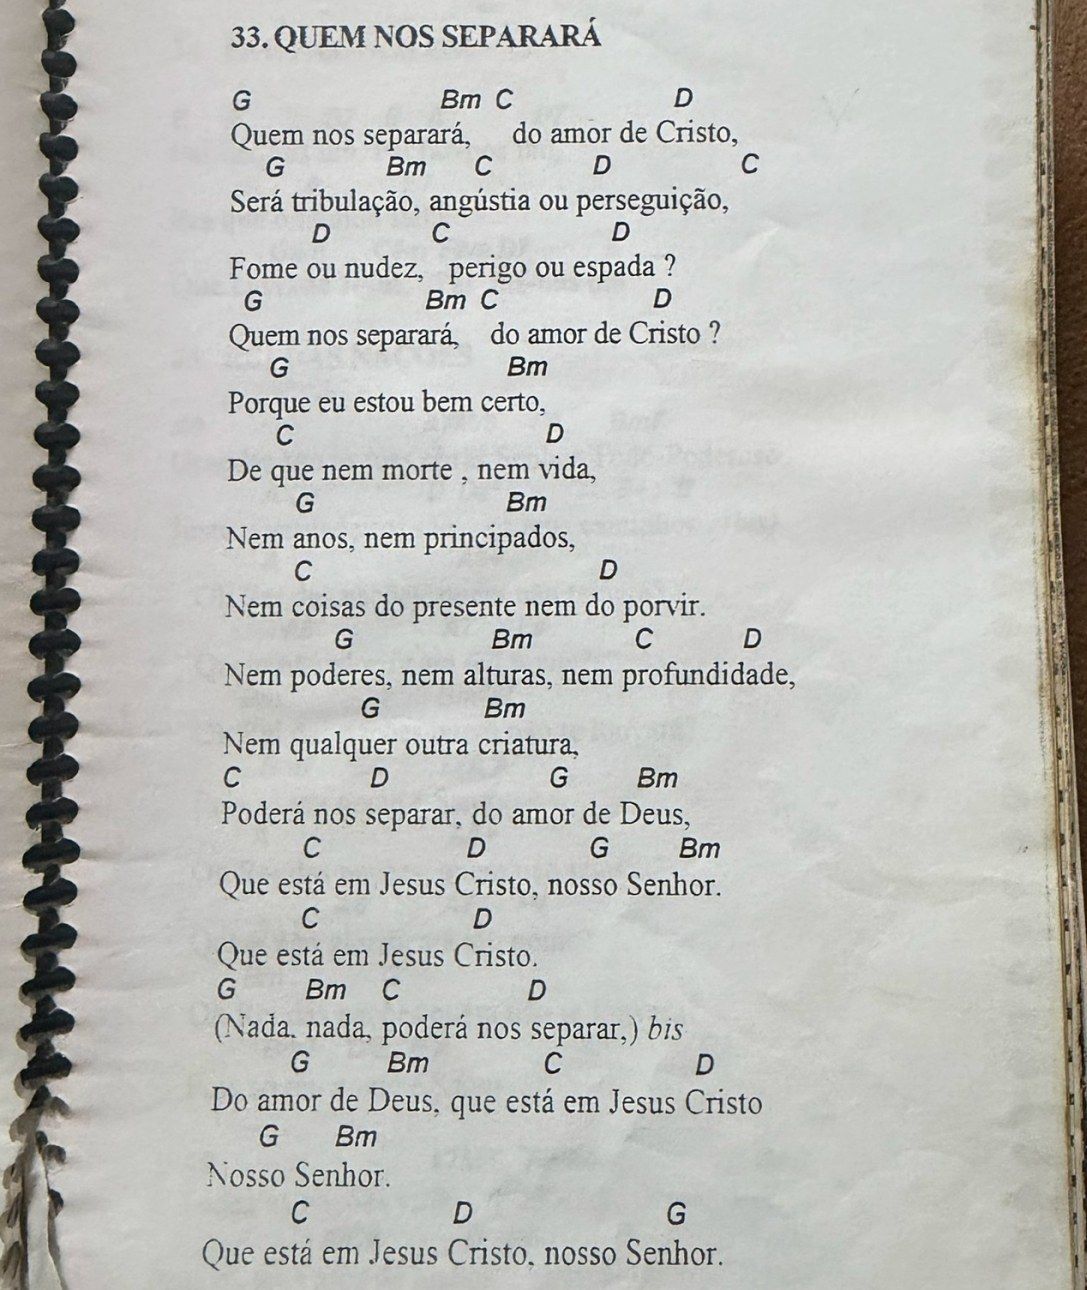 33. QUEM NOS SEPARARÁ
G Bm C D
Quem nos separará, do amor de Cristo,
G Bm C D C
Será tribulação, angústia ou perseguição,
D C D
Fome ou nudez, perigo ou espada ?
G Bm C D
Quem nos separará, do amor de Cristo ?
G Bm
Porque eu estou bem certo,
C D
De que nem morte , nem vida,
G Bm
Nem anos, nem principados,
C D
Nem coisas do presente nem do porvir.
G Bm C D
Nem poderes, nem alturas, nem profundidade,
G Bm
Nem qualquer outra criatura,
C D G Bm
Poderá nos separar, do amor de Deus,
C D G Bm
Que está em Jesus Cristo, nosso Senhor.
C D
Que está em Jesus Cristo.
G Bm C D
(Nada, nada, poderá nos separar,) bis
G Bm C D
Do amor de Deus, que está em Jesus Cristo
G Bm
Nosso Senhor.
C D G
Que está em Jesus Cristo, nosso Senhor.